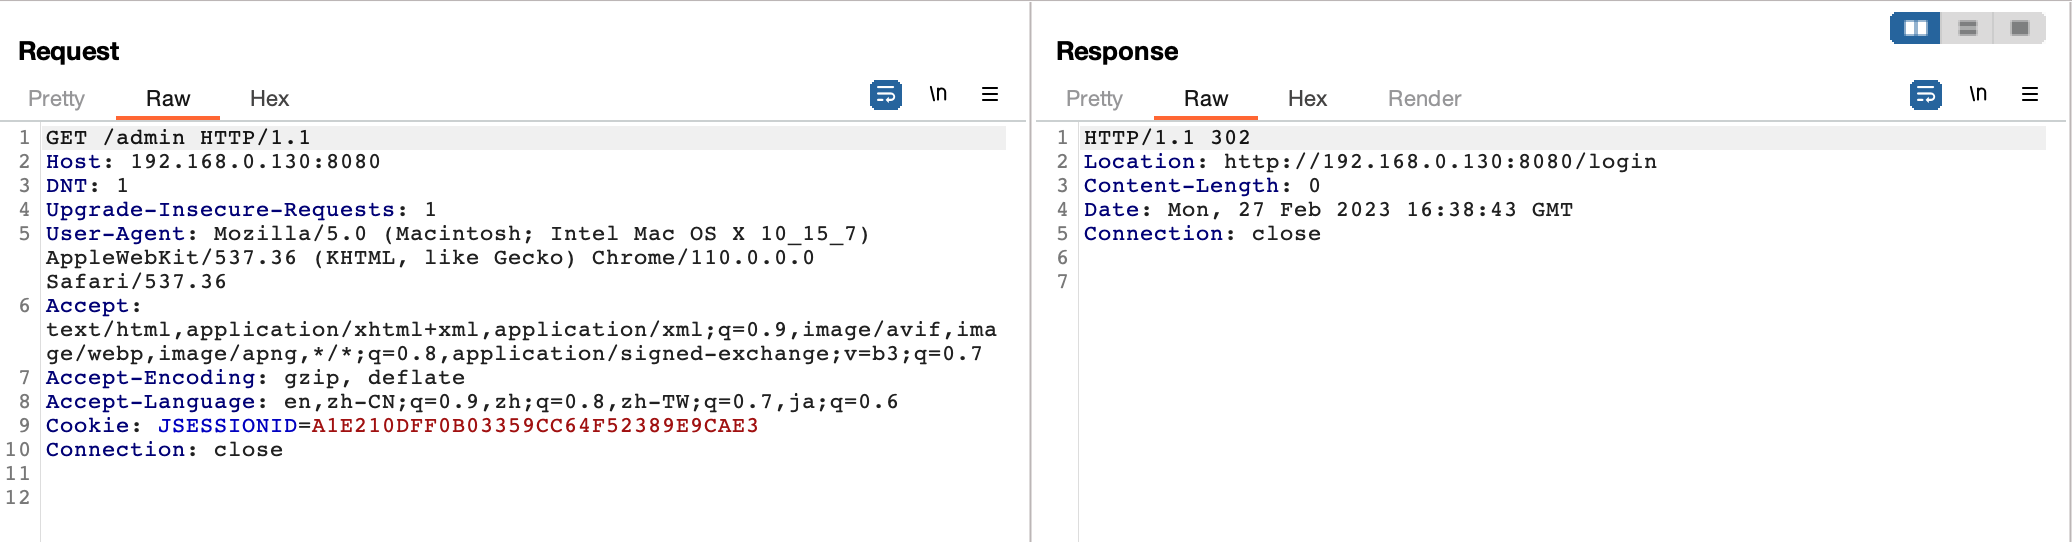 Request
Pretty Raw Hex \n
1 GET /admin HTTP/1.1
2 Host: 192.168.0.130:8080
3 DNT: 1
4 Upgrade-Insecure-Requests: 1
5 User-Agent: Mozilla/5.0 (Macintosh; Intel Mac OS X 10_15_7)
AppleWebKit/537.36 (KHTML, like Gecko) Chrome/110.0.0.0
Safari/537.36
6 Accept:
text/html,application/xhtml+xml,application/xml;q=0.9,image/avif,ima
ge/webp,image/apng,*/*;q=0.8,application/signed-exchange;v=b3;q=0.7
7 Accept-Encoding: gzip, deflate
8 Accept-Language: en,zh-CN;q=0.9,zh;q=0.8,zh-TW;q=0.7,ja;q=0.6
9 Cookie: JSESSIONID=A1E210DFF0B03359CC64F52389E9CAE3
10 Connection: close
11
12
Response
Pretty Raw Hex Render \n
1 HTTP/1.1 302
2 Location: http://192.168.0.130:8080/login
3 Content-Length: 0
4 Date: Mon, 27 Feb 2023 16:38:43 GMT
5 Connection: close
6
7